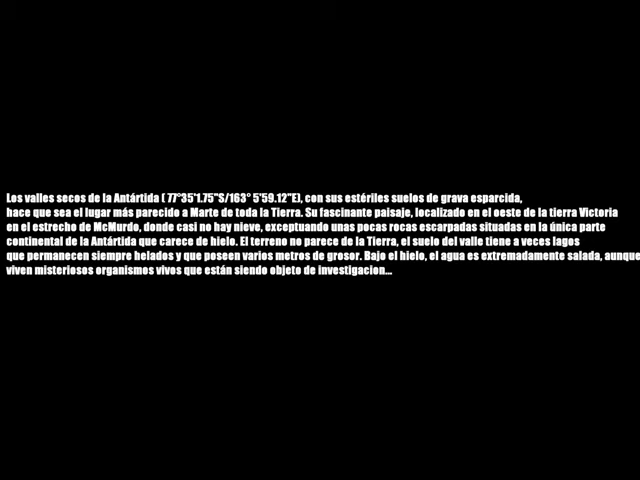 Los valles secos de la Antártida ( 77°35'1.75"S/163° 5'59.12"E), con sus estériles suelos de grava esparcida,
hace que sea el lugar más parecido a Marte de toda la Tierra. Su fascinante paisaje, localizado en el oeste de la tierra Victoria
en el estrecho de McMurdo, donde casi no hay nieve, exceptuando unas pocas rocas escarpadas situadas en la única parte
continental de la Antártida que carece de hielo. El terreno no parece de la Tierra, el suelo del valle tiene a veces lagos
que permanecen siempre helados y que poseen varios metros de grosor. Bajo el hielo, el agua es extremadamente salada, aunque
viven misteriosos organismos vivos que están siendo objeto de investigacion...